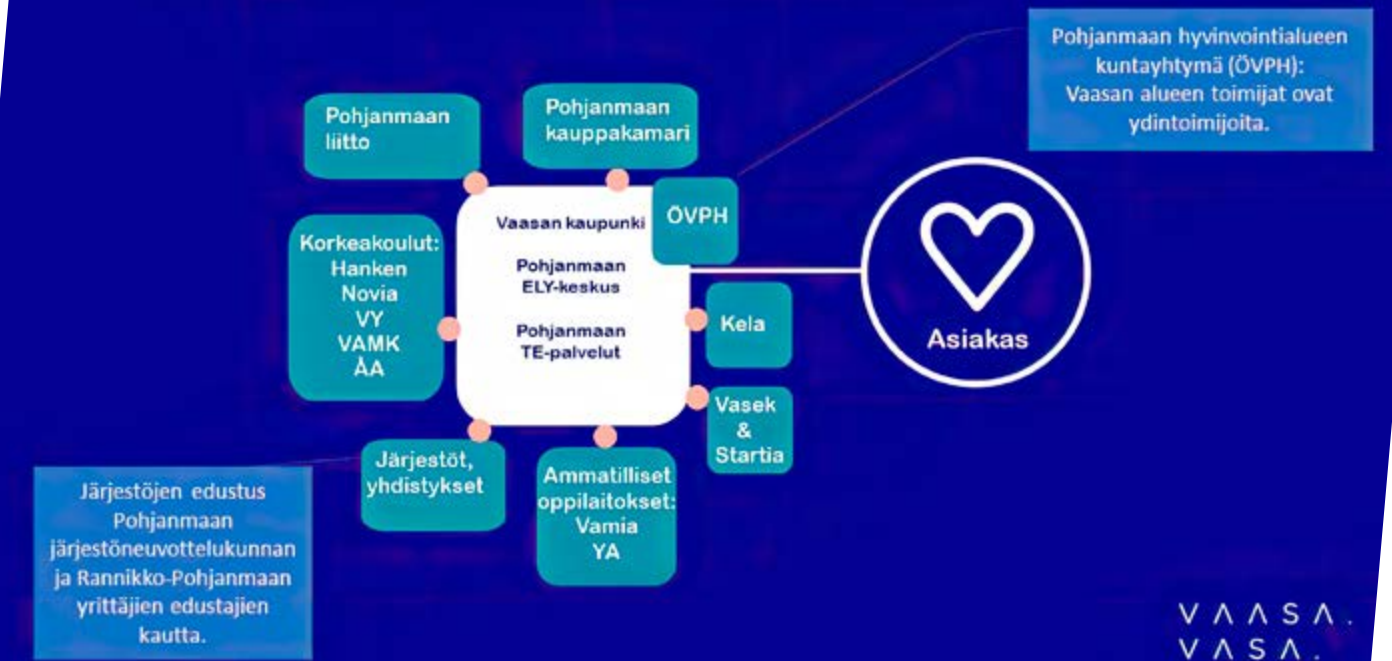 Pohjanmaan hyvinvointialueen
kuntayhtymä (ÖVPH):
Vaasan alueen toimijat ovat
ydintoimijoita.
Pohjanmaan
liitto
Pohjanmaan
kauppakamari
ÖVPH
Vaasan kaupunki
Pohjanmaan
ELY-keskus
Pohjanmaan
TE-palvelut
Korkeakoulut:
Hanken
Novia
VY
VAMK
ÅA
Kela
Asiakas
Vasek
&
Startia
Järjestöt,
yhdistykset
Ammatilliset
oppilaitokset:
Vamia
YA
Järjestöjen edustus
Pohjanmaan
järjestöneuvottelukunnan
ja Rannikko-Pohjanmaan
yrittäjien edustajien
kautta.
VAASA.
VASA.